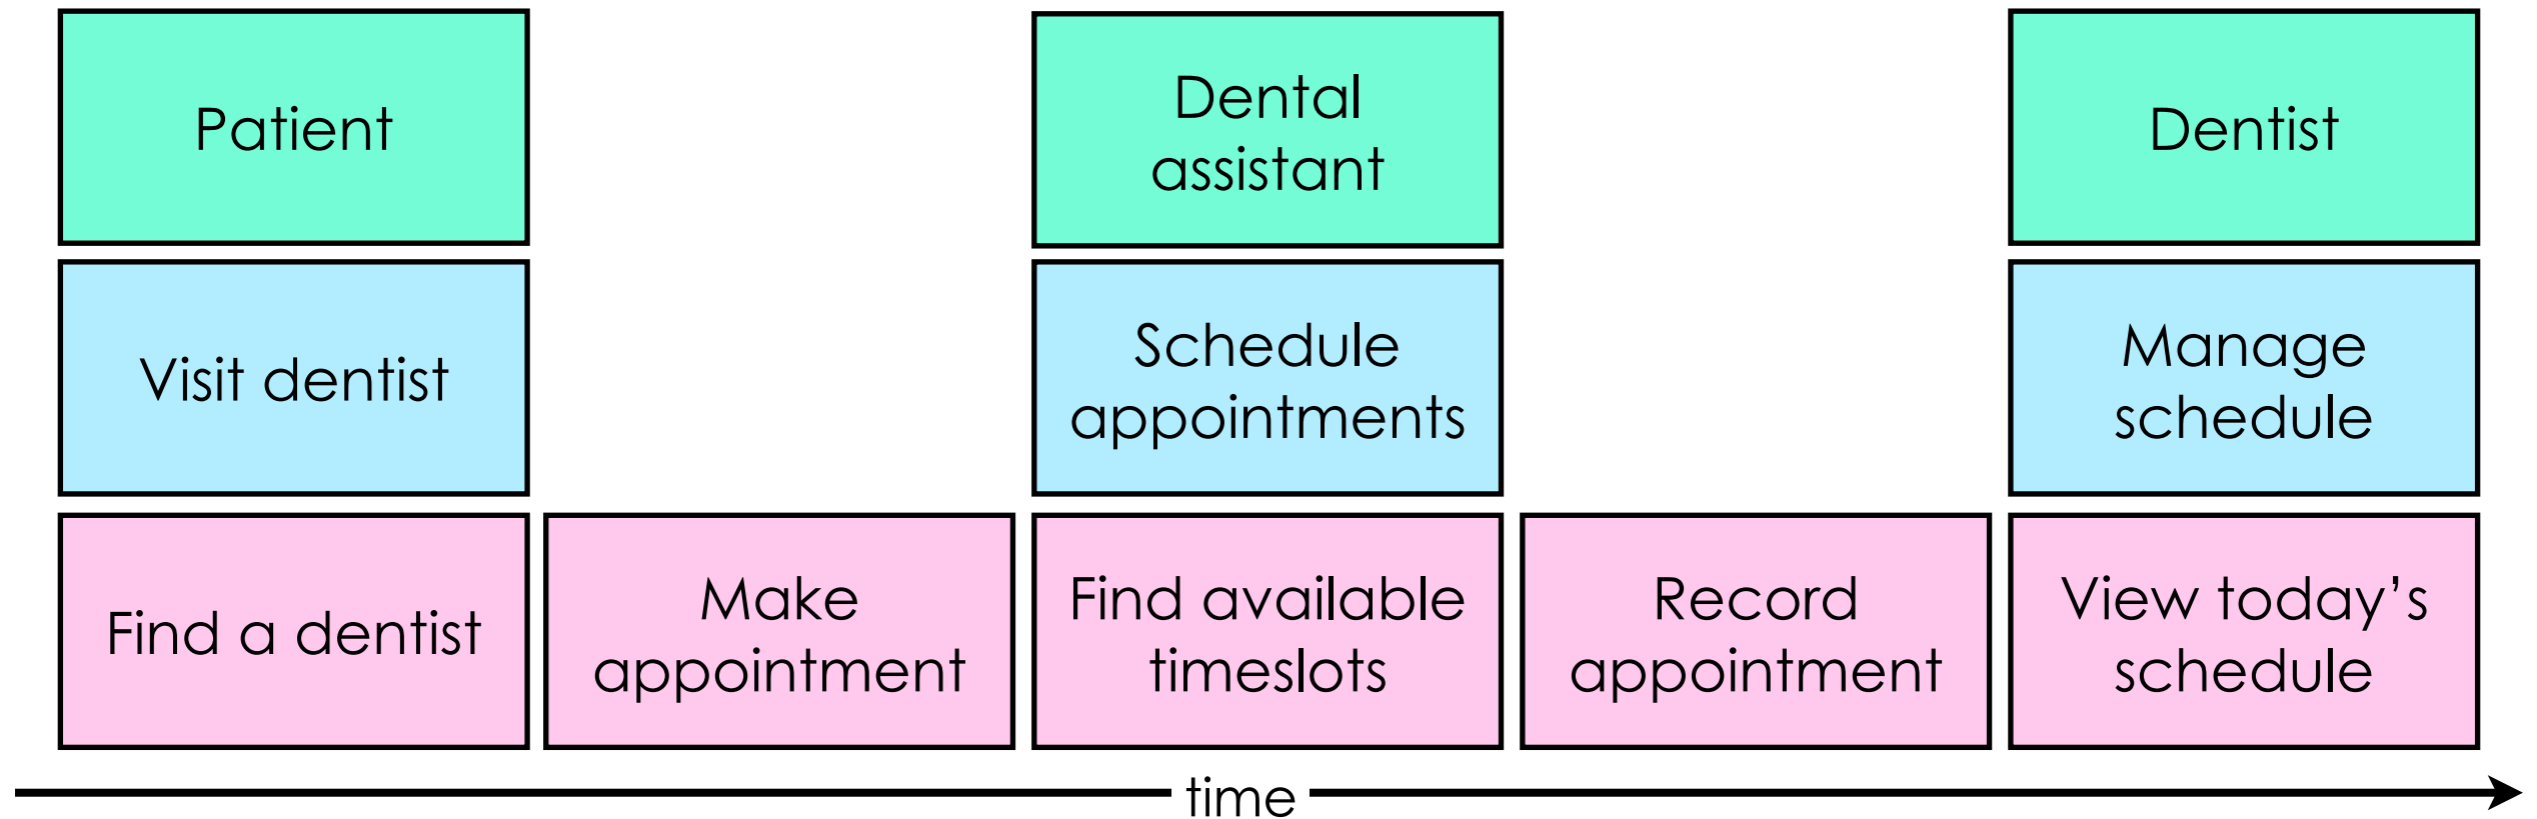 Patient
Dental
assistant
Dentist
Visit dentist
Schedule
appointments
Manage
schedule
Find a dentist
Make
appointment
Find available
timeslots
Record
appointment
View today’s
schedule
time